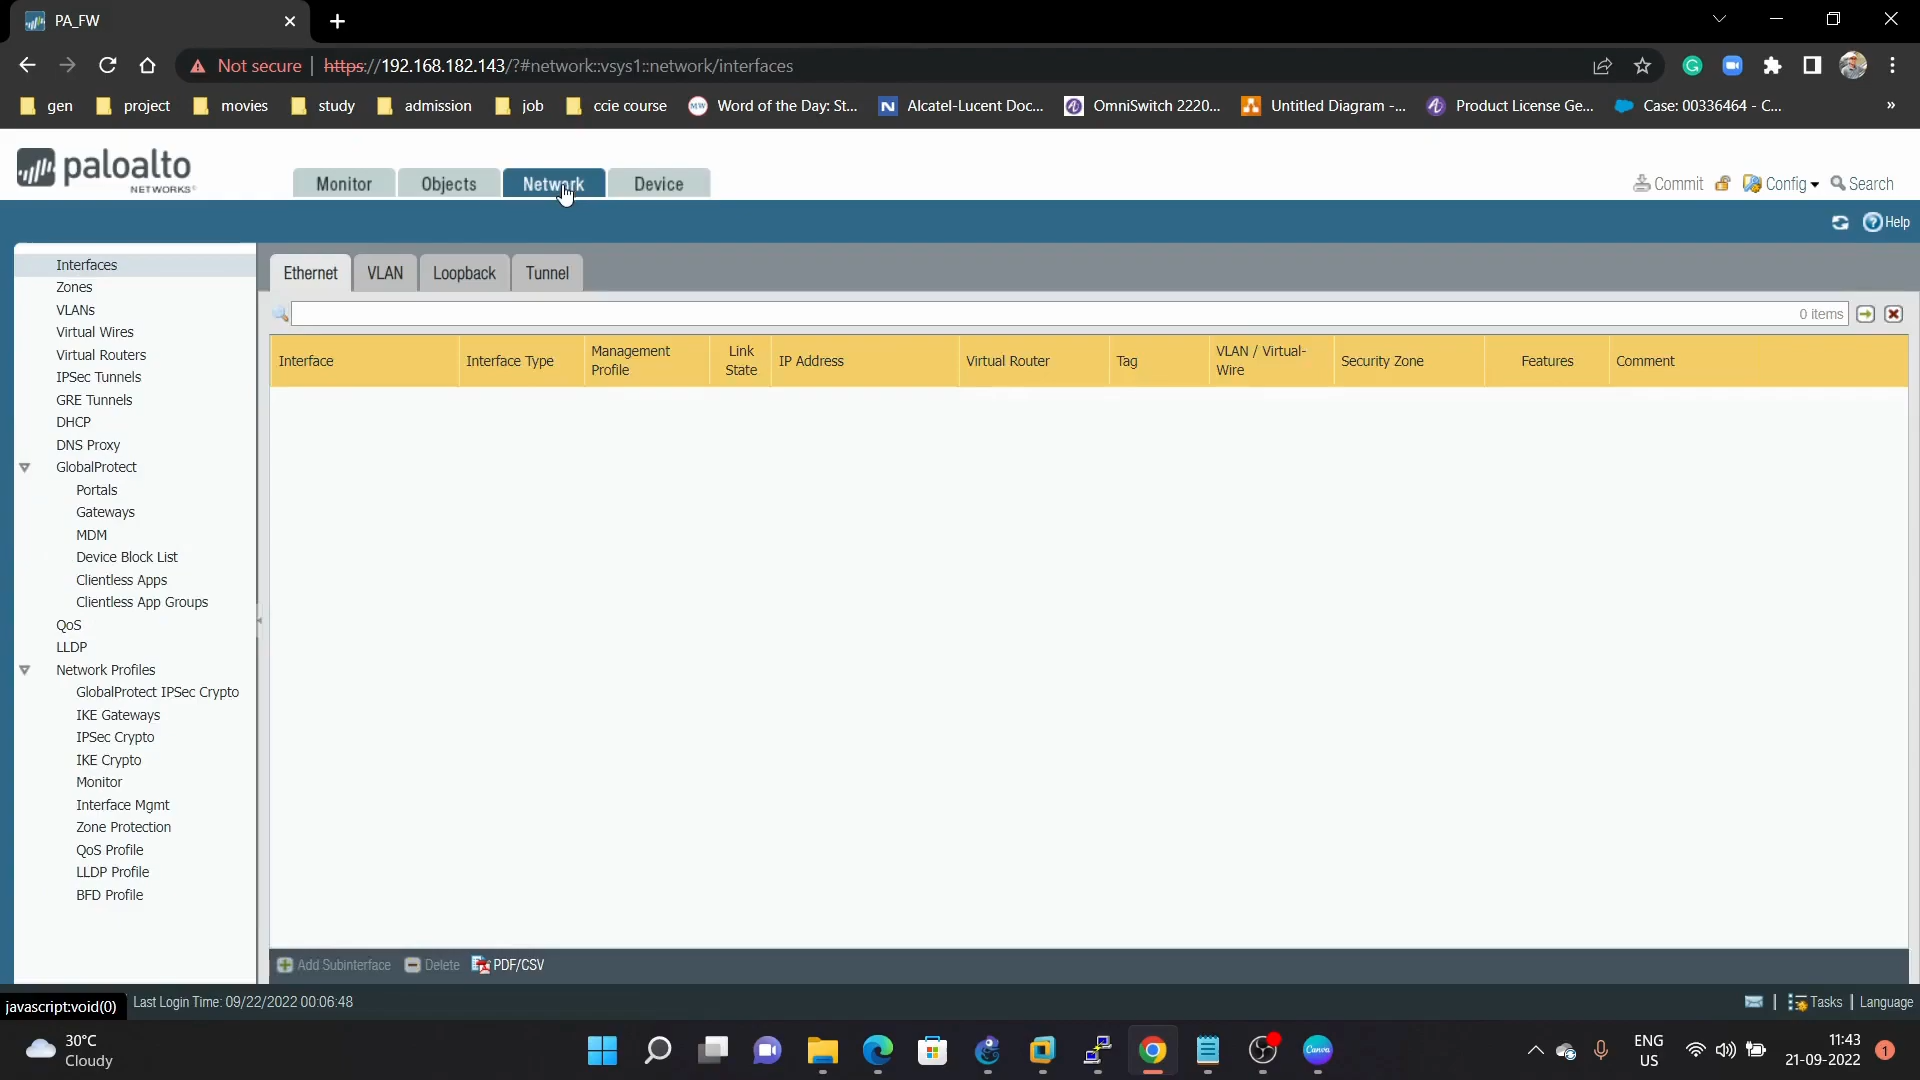 PA_FW
Not secure
https://192.168.182.143/?#network::vsys1::network/interfaces
gen
project
movies
study
admission
job
ccie course
Word of the Day: St...
Alcatel-Lucent Doc...
OmniSwitch 2220...
Untitled Diagram -...
Product License Ge...
Case: 00336464 - C...
»
paloalto
NETWORKS®
Monitor
Objects
Network
Device
Commit
Config
Search
Help
Interfaces
Zones
VLANs
Virtual Wires
Virtual Routers
IPSec Tunnels
GRE Tunnels
DHCP
DNS Proxy
GlobalProtect
Portals
Gateways
MDM
Device Block List
Clientless Apps
Clientless App Groups
QoS
LLDP
Network Profiles
GlobalProtect IPSec Crypto
IKE Gateways
IPSec Crypto
IKE Crypto
Monitor
Interface Mgmt
Zone Protection
QoS Profile
LLDP Profile
BFD Profile
Ethernet
VLAN
Loopback
Tunnel
0 items
Interface
Interface Type
Management
Profile
Link
State
IP Address
Virtual Router
Tag
VLAN / Virtual-
Wire
Security Zone
Features
Comment
Add Subinterface
Delete
PDF/CSV
javascript:void(0)
Last Login Time: 09/22/2022 00:06:48
Tasks
Language
30°C
Cloudy
Canva
ENG
US
11:43
21-09-2022
1